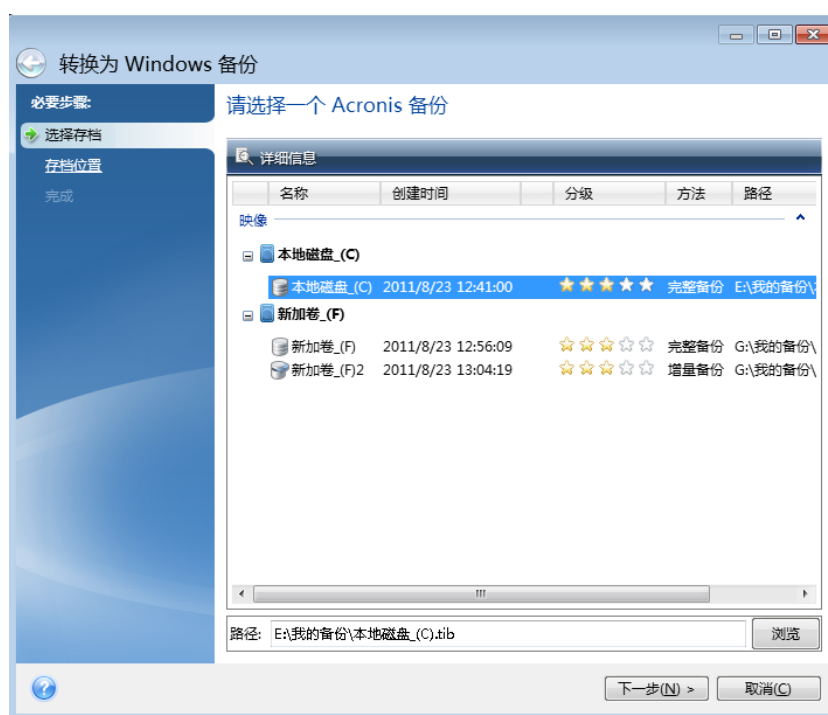 转换为 Windows 备份
必要步骤:
选择存档
存档位置
完成
请选择一个 Acronis 备份
详细信息
名称 创建时间 分级 方法 路径
映像
本地磁盘_(C)
本地磁盘_(C) 2011/8/23 12:41:00 完整备份 E:\我的备份\
新加卷_(F)
新加卷_(F) 2011/8/23 12:56:09 完整备份 G:\我的备份\
新加卷_(F)2 2011/8/23 13:04:19 增量备份 G:\我的备份\
路径: E:\我的备份\本地磁盘_(C).tib 浏览
下一步(N) > 取消(C)